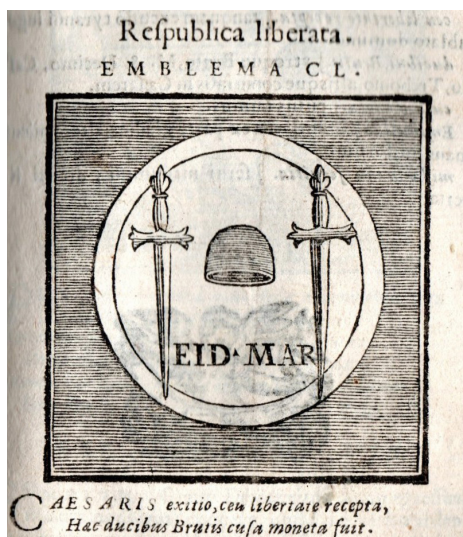 Reſpublica liberata.
EMBLEMA CL.
EID·MAR
CAESARIS exitio, ceu libertate recepta,
Hæc ducibus Brutis cuſa moneta fuit.